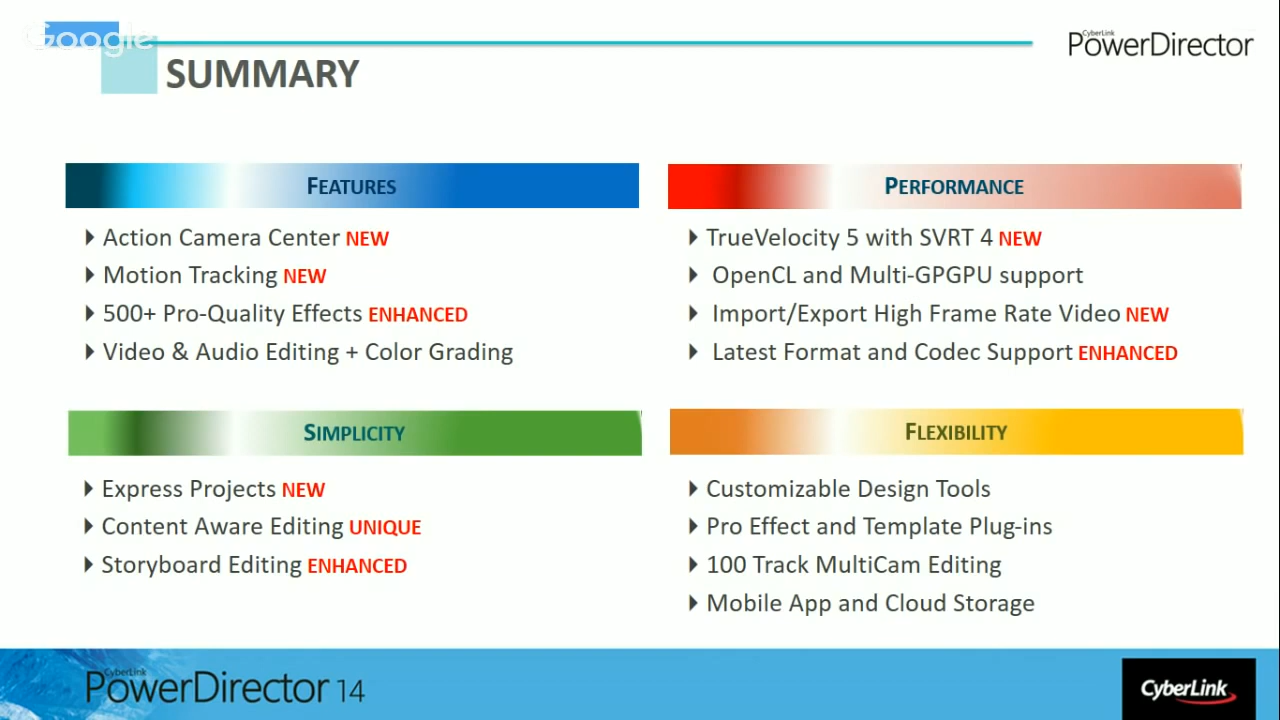 Google
CyberLink
PowerDirector
SUMMARY
FEATURES
Action Camera Center NEW
Motion Tracking NEW
500+ Pro-Quality Effects ENHANCED
Video & Audio Editing + Color Grading
PERFORMANCE
TrueVelocity 5 with SVRT 4 NEW
OpenCL and Multi-GPGPU support
Import/Export High Frame Rate Video NEW
Latest Format and Codec Support ENHANCED
SIMPLICITY
Express Projects NEW
Content Aware Editing UNIQUE
Storyboard Editing ENHANCED
FLEXIBILITY
Customizable Design Tools
Pro Effect and Template Plug-ins
100 Track MultiCam Editing
Mobile App and Cloud Storage
CyberLink
PowerDirector 14
CyberLink